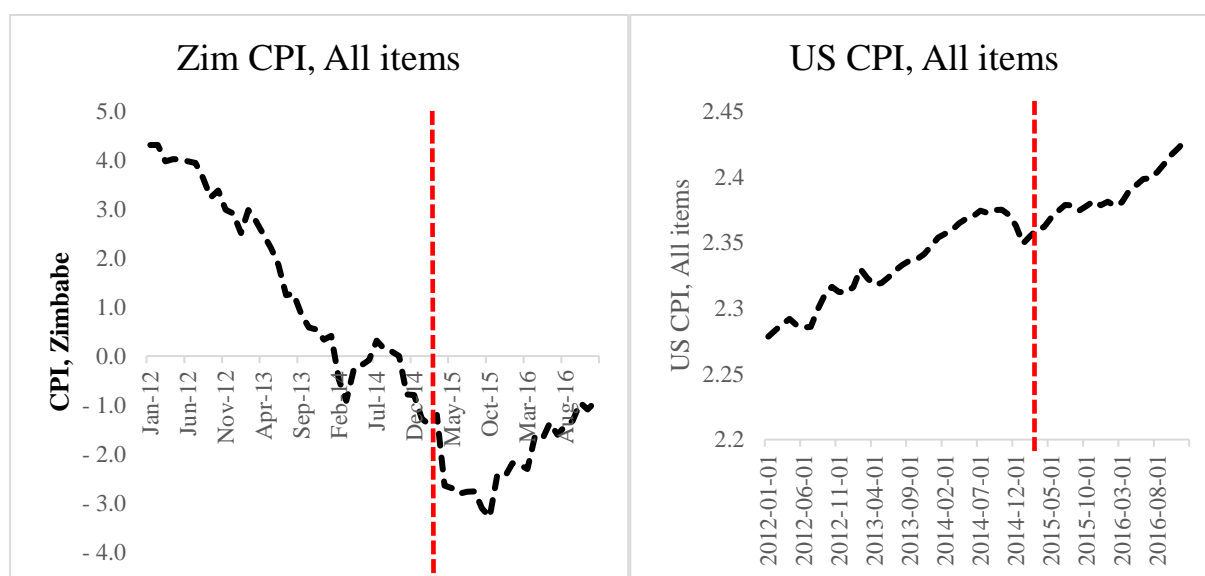 Zim CPI, All items
CPI, Zimbabe
5.0
4.0
3.0
2.0
1.0
0.0
- 1.0
- 2.0
- 3.0
- 4.0
Jan-12
Jun-12
Nov-12
Apr-13
Sep-13
Feb-14
Jul-14
Dec-14
May-15
Oct-15
Mar-16
Aug-16
US CPI, All items
US CPI, All items
2.45
2.4
2.35
2.3
2.25
2.2
2012-01-01
2012-06-01
2012-11-01
2013-04-01
2013-09-01
2014-02-01
2014-07-01
2014-12-01
2015-05-01
2015-10-01
2016-03-01
2016-08-01